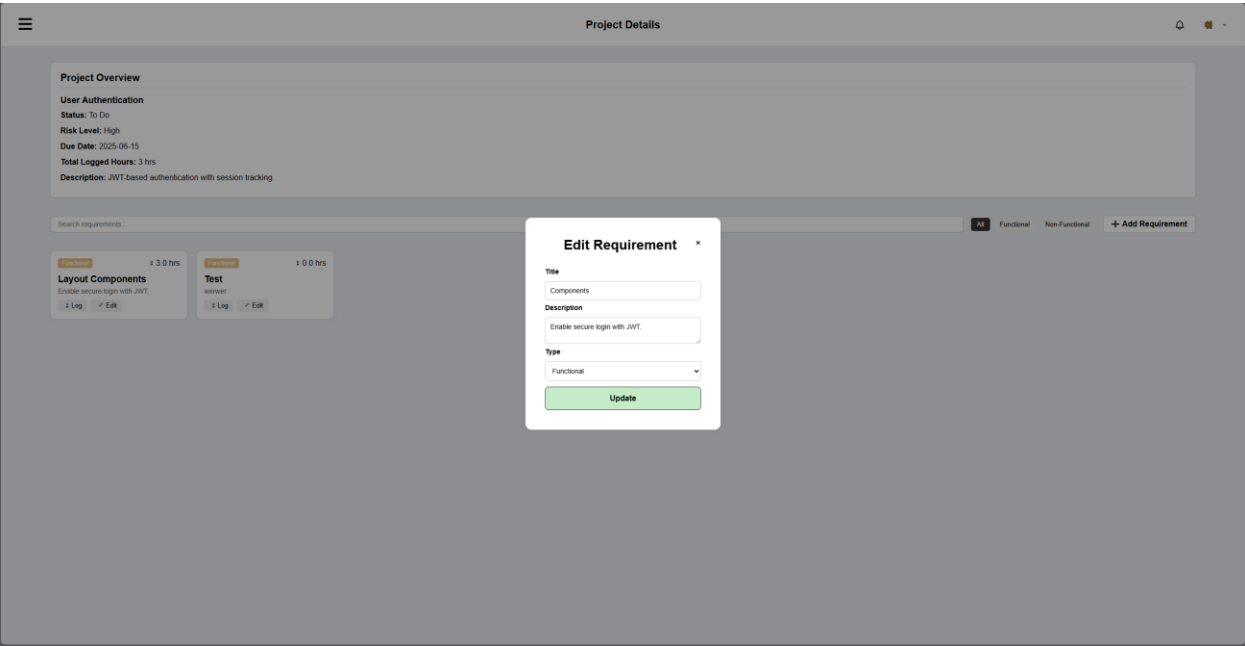 Project Details
Project Overview
User Authentication
Status: To Do
Risk Level: High
Due Date: 2025-06-15
Total Logged Hours: 3 hrs
Description: JWT-based authentication with session tracking.
Search requirements...
All Functional Non-Functional + Add Requirement
Functional 3.0 hrs
Layout Components
Enable secure login with JWT.
Log Edit
Functional 0.0 hrs
Test
werwer
Log Edit
Edit Requirement ×
Title
Components
Description
Enable secure login with JWT.
Type
Functional
Update